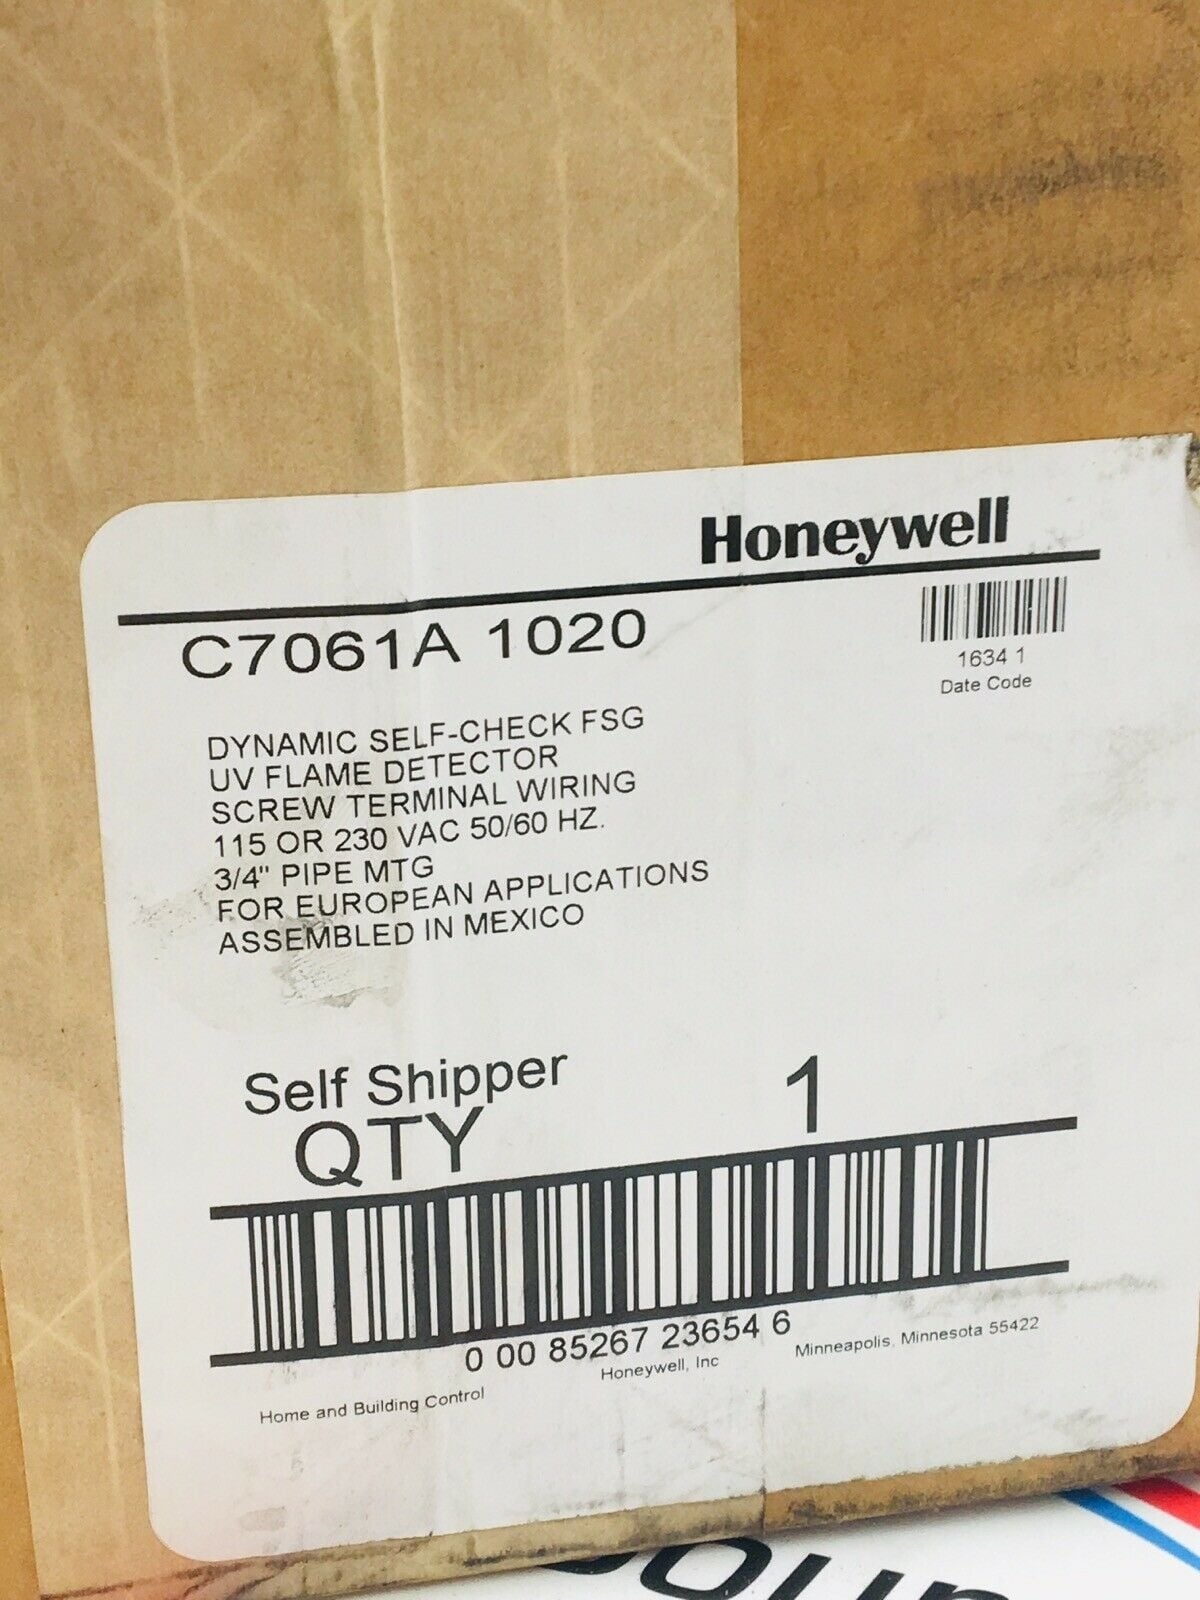 Honeywell
C7061A 1020
1634 1
Date Code
DYNAMIC SELF-CHECK FSG
UV FLAME DETECTOR
SCREW TERMINAL WIRING
115 OR 230 VAC 50/60 HZ.
3/4" PIPE MTG
FOR EUROPEAN APPLICATIONS
ASSEMBLED IN MEXICO
Self Shipper
QTY 1
0 00 85267 23654 6
Home and Building Control Honeywell, Inc Minneapolis, Minnesota 55422